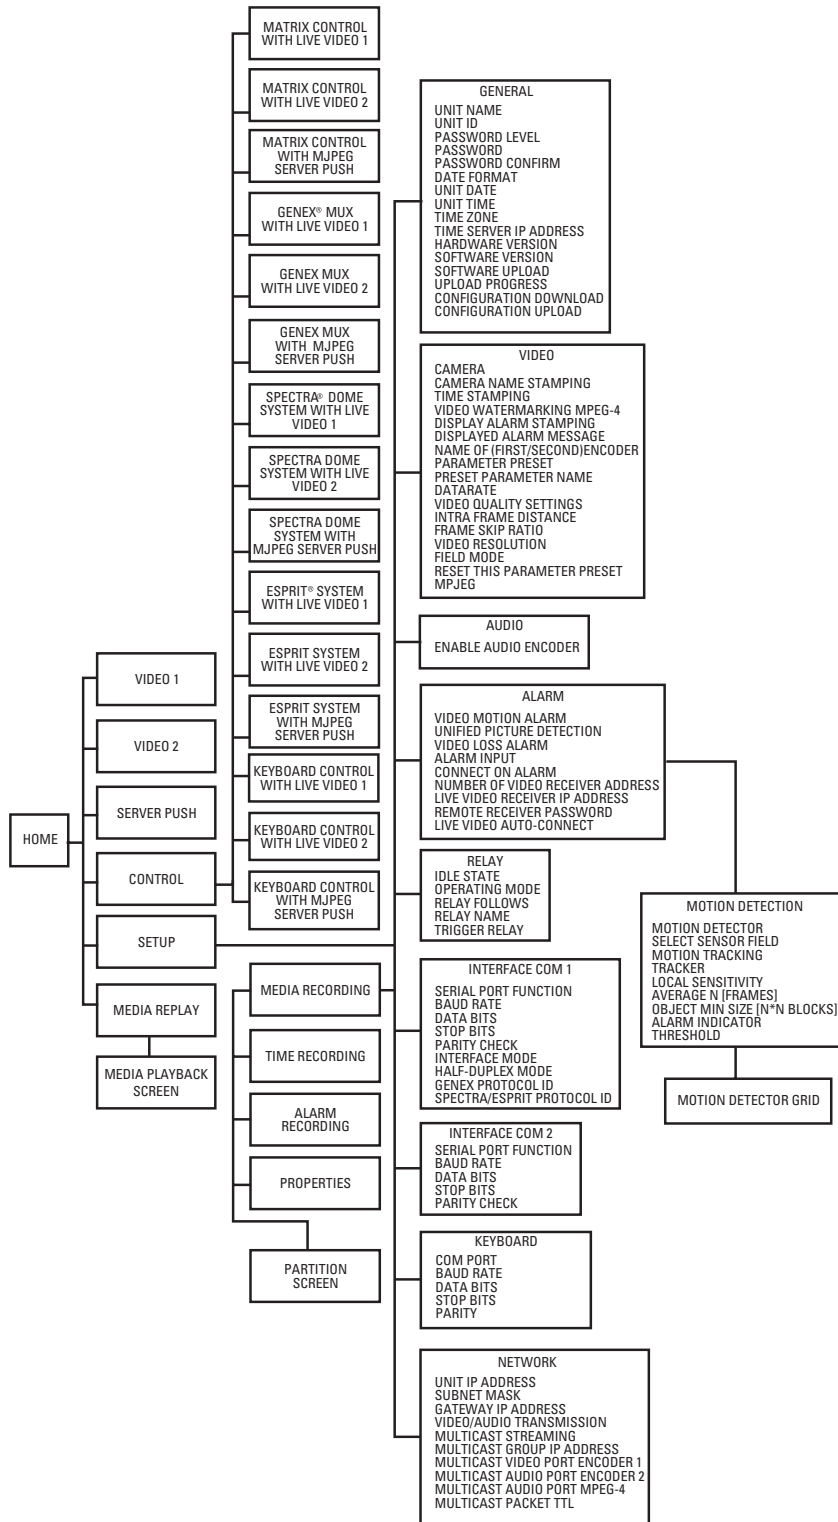 MATRIX CONTROL
WITH LIVE VIDEO 1
MATRIX CONTROL
WITH LIVE VIDEO 2
MATRIX CONTROL
WITH MJPEG
SERVER PUSH
GENEX® MUX
WITH LIVE VIDEO 1
GENEX MUX
WITH LIVE VIDEO 2
GENEX MUX
WITH MJPEG
SERVER PUSH
SPECTRA® DOME
SYSTEM WITH LIVE
VIDEO 1
SPECTRA DOME
SYSTEM WITH LIVE
VIDEO 2
SPECTRA DOME
SYSTEM WITH
MJPEG SERVER PUSH
ESPRIT® SYSTEM
WITH LIVE VIDEO 1
ESPRIT SYSTEM
WITH LIVE VIDEO 2
ESPRIT SYSTEM
WITH MJPEG
SERVER PUSH
KEYBOARD CONTROL
WITH LIVE VIDEO 1
KEYBOARD CONTROL
WITH LIVE VIDEO 2
KEYBOARD CONTROL
WITH MJPEG
SERVER PUSH
HOME
VIDEO 1
VIDEO 2
SERVER PUSH
CONTROL
SETUP
MEDIA REPLAY
MEDIA PLAYBACK
SCREEN
MEDIA RECORDING
TIME RECORDING
ALARM
RECORDING
PROPERTIES
PARTITION
SCREEN
GENERAL
UNIT NAME
UNIT ID
PASSWORD LEVEL
PASSWORD
PASSWORD CONFIRM
DATE FORMAT
UNIT DATE
UNIT TIME
TIME ZONE
TIME SERVER IP ADDRESS
HARDWARE VERSION
SOFTWARE VERSION
SOFTWARE UPLOAD
UPLOAD PROGRESS
CONFIGURATION DOWNLOAD
CONFIGURATION UPLOAD
VIDEO
CAMERA
CAMERA NAME STAMPING
TIME STAMPING
VIDEO WATERMARKING MPEG-4
DISPLAY ALARM STAMPING
DISPLAYED ALARM MESSAGE
NAME OF (FIRST/SECOND)ENCODER
PARAMETER PRESET
PRESET PARAMETER NAME
DATARATE
VIDEO QUALITY SETTINGS
INTRA FRAME DISTANCE
FRAME SKIP RATIO
VIDEO RESOLUTION
FIELD MODE
RESET THIS PARAMETER PRESET
MPJEG
AUDIO
ENABLE AUDIO ENCODER
ALARM
VIDEO MOTION ALARM
UNIFIED PICTURE DETECTION
VIDEO LOSS ALARM
ALARM INPUT
CONNECT ON ALARM
NUMBER OF VIDEO RECEIVER ADDRESS
LIVE VIDEO RECEIVER IP ADDRESS
REMOTE RECEIVER PASSWORD
LIVE VIDEO AUTO-CONNECT
RELAY
IDLE STATE
OPERATING MODE
RELAY FOLLOWS
RELAY NAME
TRIGGER RELAY
INTERFACE COM 1
SERIAL PORT FUNCTION
BAUD RATE
DATA BITS
STOP BITS
PARITY CHECK
INTERFACE MODE
HALF-DUPLEX MODE
GENEX PROTOCOL ID
SPECTRA/ESPRIT PROTOCOL ID
INTERFACE COM 2
SERIAL PORT FUNCTION
BAUD RATE
DATA BITS
STOP BITS
PARITY CHECK
KEYBOARD
COM PORT
BAUD RATE
DATA BITS
STOP BITS
PARITY
NETWORK
UNIT IP ADDRESS
SUBNET MASK
GATEWAY IP ADDRESS
VIDEO/AUDIO TRANSMISSION
MULTICAST STREAMING
MULTICAST GROUP IP ADDRESS
MULTICAST VIDEO PORT ENCODER 1
MULTICAST AUDIO PORT ENCODER 2
MULTICAST AUDIO PORT MPEG-4
MULTICAST PACKET TTL
MOTION DETECTION
MOTION DETECTOR
SELECT SENSOR FIELD
MOTION TRACKING
TRACKER
LOCAL SENSITIVITY
AVERAGE N [FRAMES]
OBJECT MIN SIZE [N*N BLOCKS]
ALARM INDICATOR
THRESHOLD
MOTION DETECTOR GRID